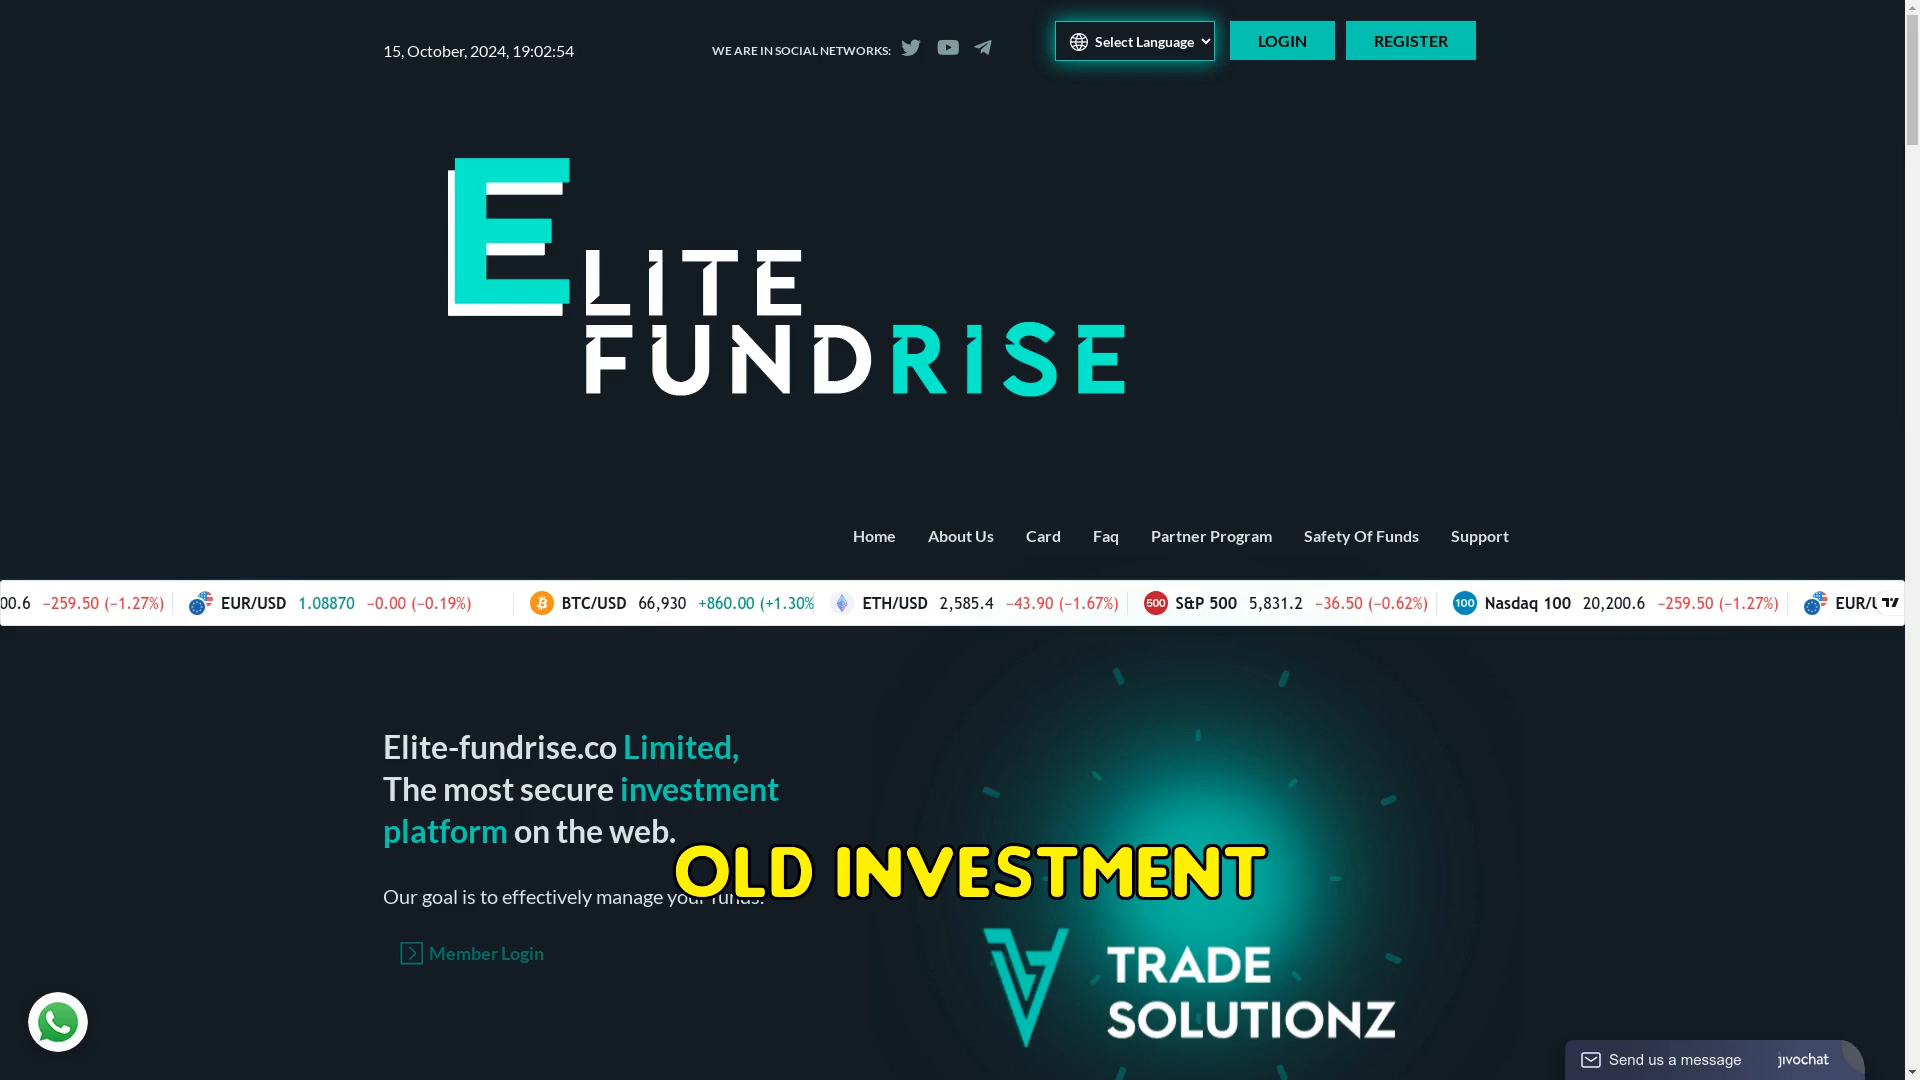 15, October, 2024, 19:02:54
WE ARE IN SOCIAL NETWORKS:
Select Language
LOGIN
REGISTER
ELITE
FUNDRISE
Home About Us Card Faq Partner Program Safety Of Funds Support
00.6 −259.50 (−1.27%) EUR/USD 1.08870 −0.00 (−0.19%) BTC/USD 66,930 +860.00 (+1.30% ETH/USD 2,585.4 −43.90 (−1.67%) 500 S&P 500 5,831.2 −36.50 (−0.62%) 100 Nasdaq 100 20,200.6 −259.50 (−1.27%) EUR/U
Elite-fundrise.co Limited,
The most secure investment
platform on the web.
OLD INVESTMENT
Our goal is to effectively manage your funds.
Member Login
TRADE
SOLUTIONZ
Send us a message jivochat